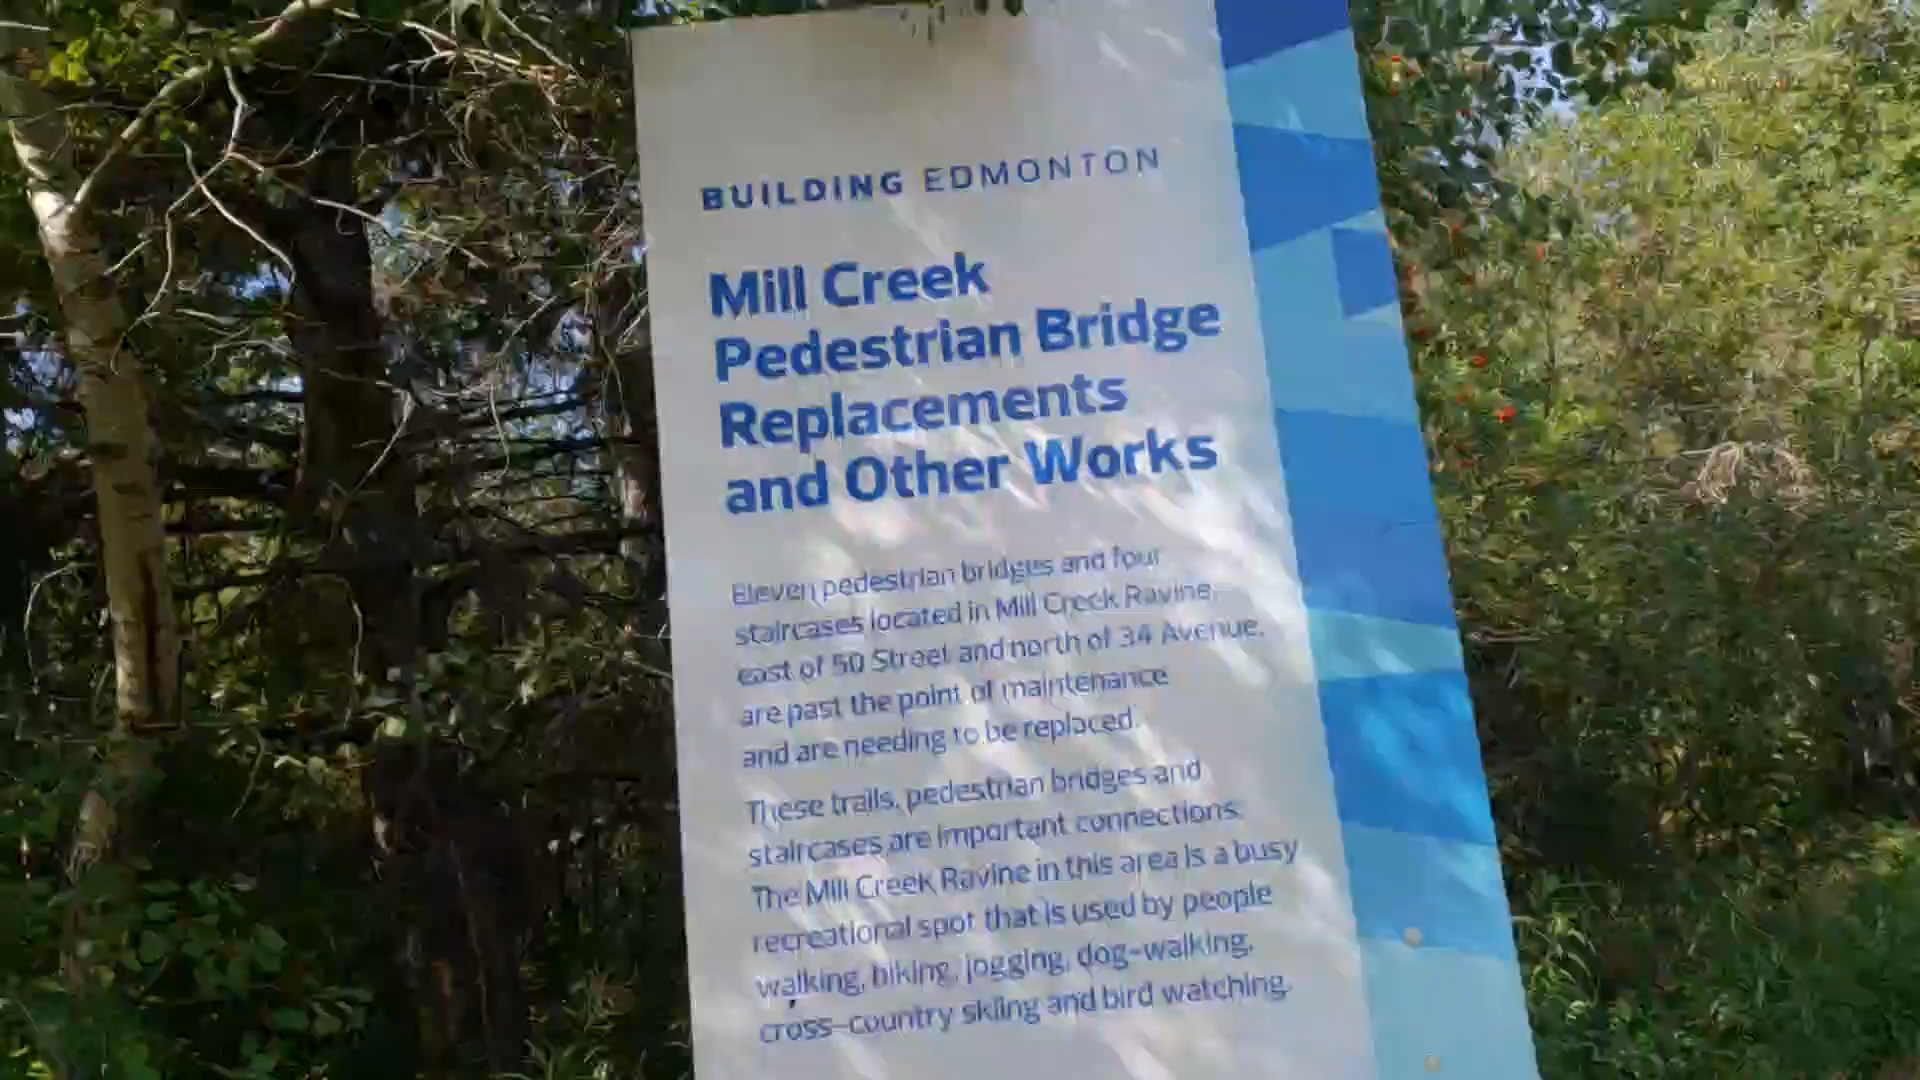 BUILDING EDMONTON
Mill Creek
Pedestrian Bridge
Replacements
and Other Works
Eleven pedestrian bridges and four
staircases located in Mill Creek Ravine,
east of 50 Street and north of 34 Avenue,
are past the point of maintenance
and are needing to be replaced.
These trails, pedestrian bridges and
staircases are important connections.
The Mill Creek Ravine in this area is a busy
recreational spot that is used by people
walking, biking, jogging, dog-walking,
cross-country skiing and bird watching.